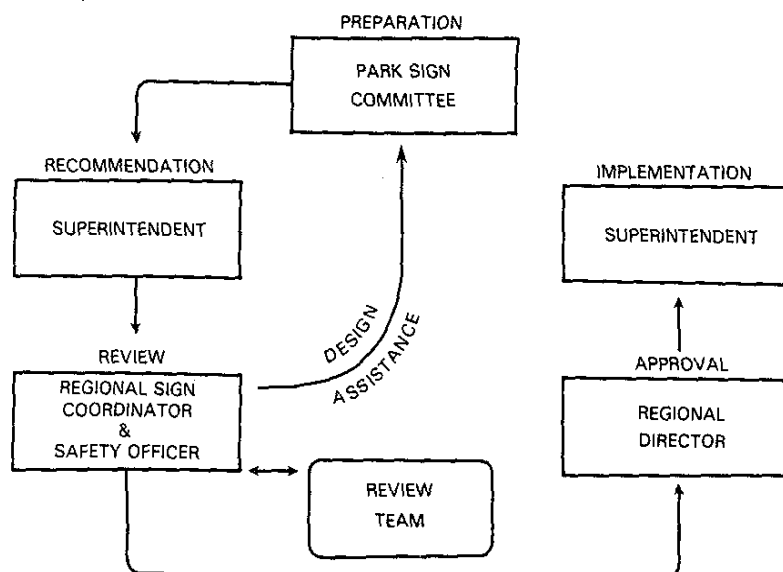 PREPARATION
PARK SIGN
COMMITTEE
RECOMMENDATION
SUPERINTENDENT
IMPLEMENTATION
SUPERINTENDENT
DESIGN
ASSISTANCE
REVIEW
REGIONAL SIGN
COORDINATOR
&
SAFETY OFFICER
REVIEW
TEAM
APPROVAL
REGIONAL
DIRECTOR